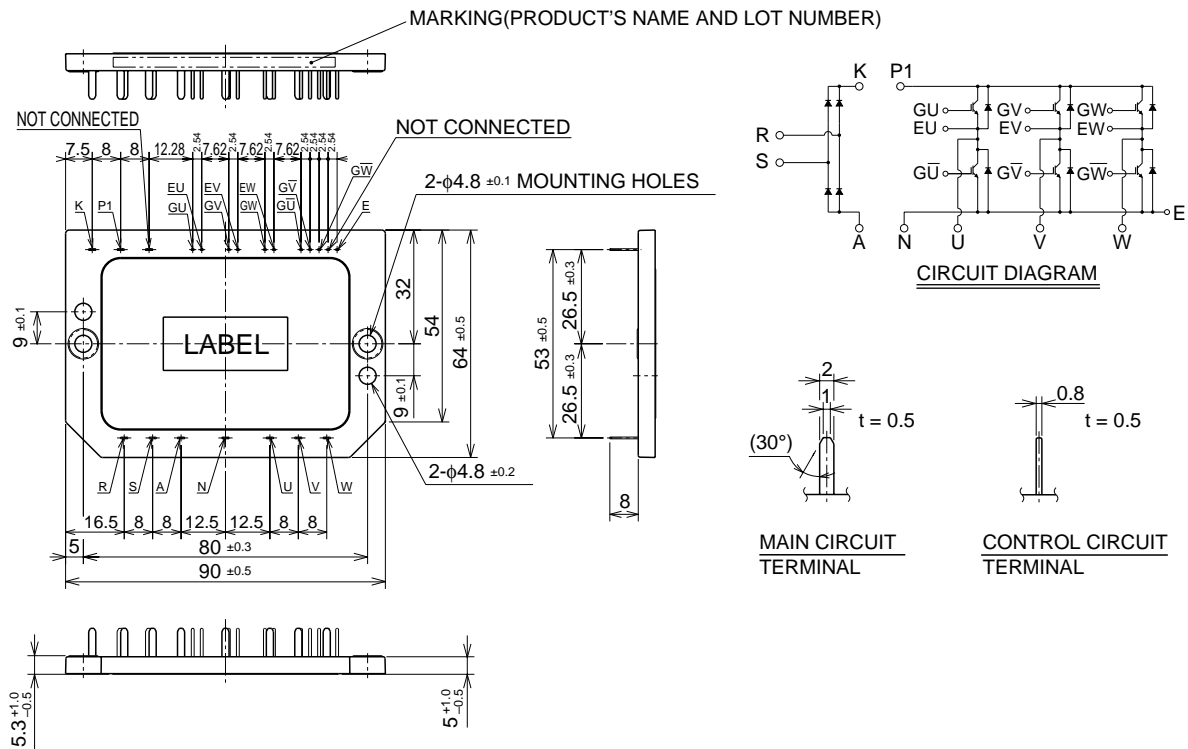 MARKING(PRODUCT'S NAME AND LOT NUMBER)
NOT CONNECTED
NOT CONNECTED
7.5 8 8 12.28 2.54 7.62 2.54 7.62 2.54 7.62 2.54 2.54 2.54 2.54
GW̅
2-ϕ4.8 ±0.1 MOUNTING HOLES
K P1 EU GU EV GV EW GW GV̅ GU̅ E
LABEL
9 ±0.1
32
54
64 ±0.5
9 ±0.1
2-ϕ4.8 ±0.2
R S A N U V W
16.5 8 8 12.5 12.5 8 8
5 80 ±0.3
90 ±0.5
5.3 +1.0 –0.5
5 +1.0 –0.5
53 ±0.5
26.5 ±0.3
26.5 ±0.3
8
K P1
R
S
GU GV GW
EU EV EW
GU̅ GV̅ GW̅
E
A N U V W
CIRCUIT DIAGRAM
2
1
t = 0.5
(30°)
MAIN CIRCUIT
TERMINAL
0.8
t = 0.5
CONTROL CIRCUIT
TERMINAL